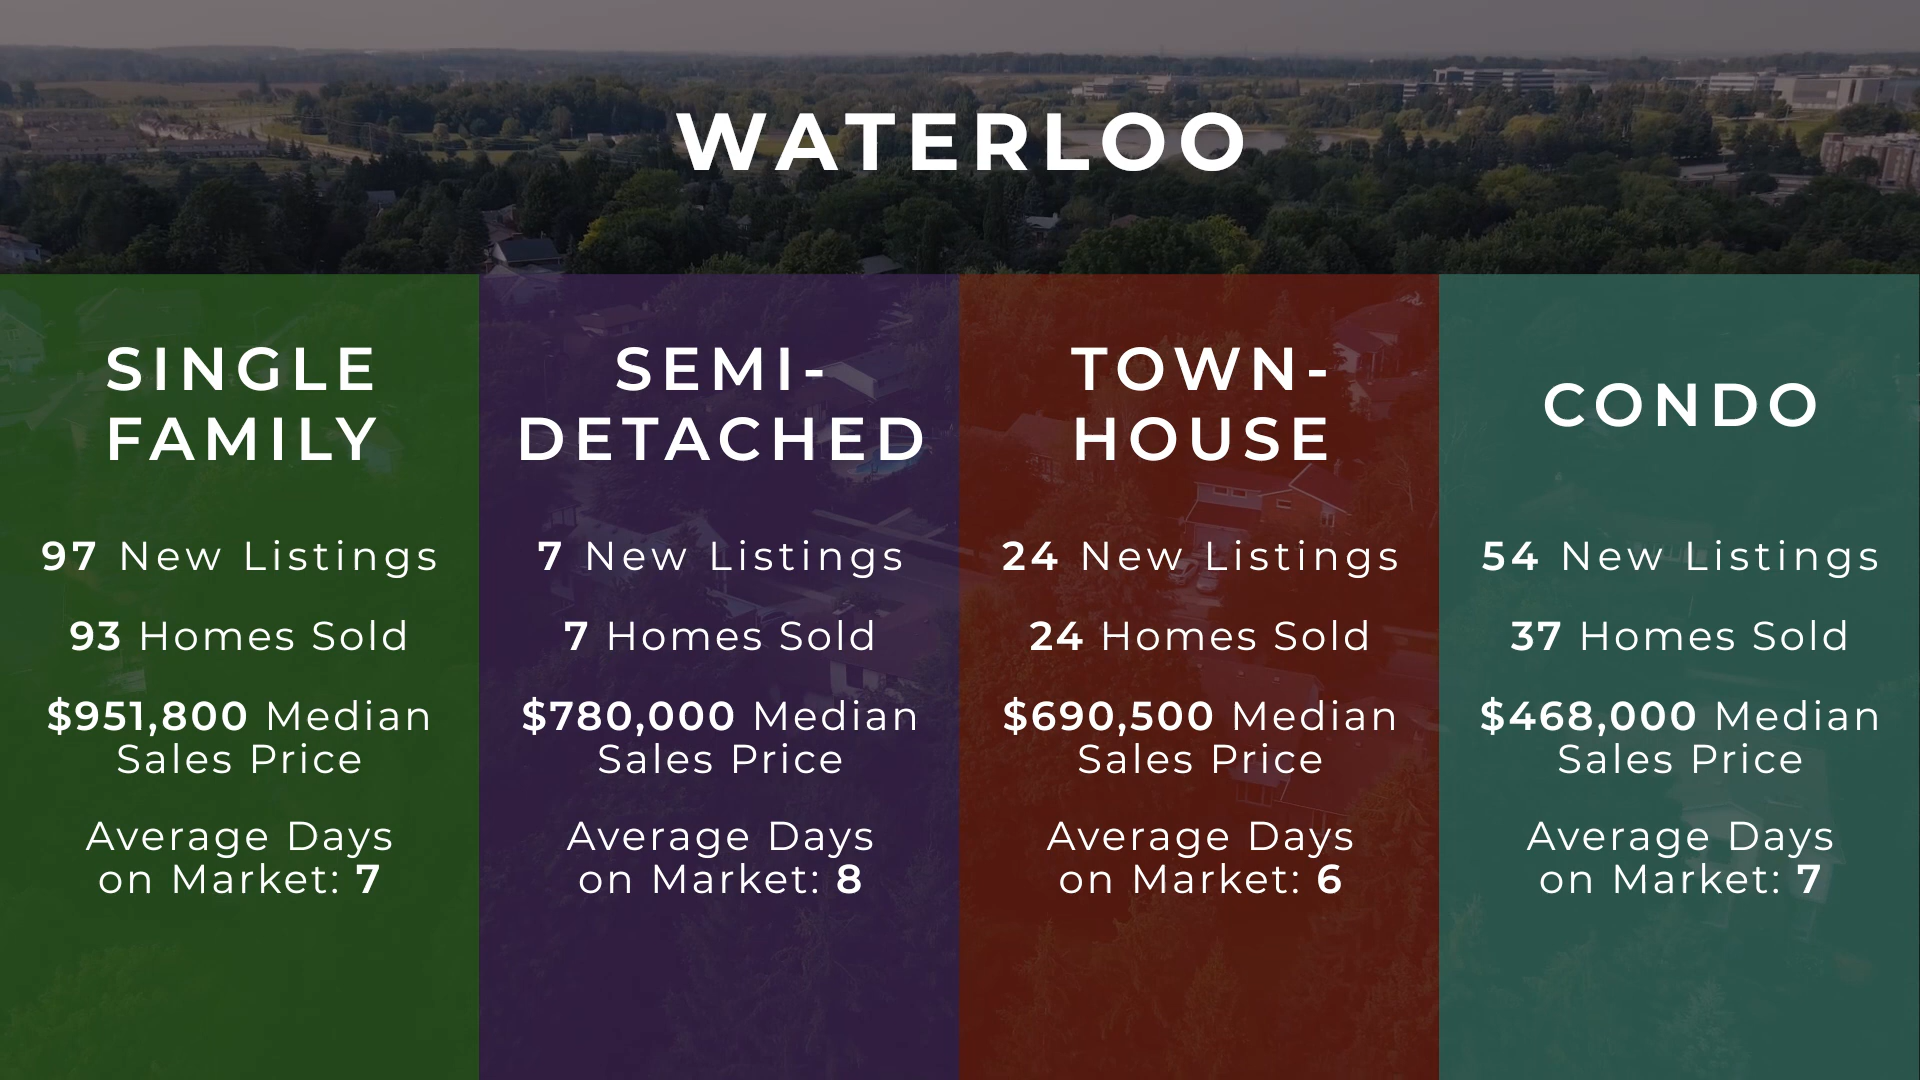 WATERLOO
SINGLE
FAMILY
97 New Listings
93 Homes Sold
$951,800 Median
Sales Price
Average Days
on Market: 7
SEMI-
DETACHED
7 New Listings
7 Homes Sold
$780,000 Median
Sales Price
Average Days
on Market: 8
TOWN-
HOUSE
24 New Listings
24 Homes Sold
$690,500 Median
Sales Price
Average Days
on Market: 6
CONDO
54 New Listings
37 Homes Sold
$468,000 Median
Sales Price
Average Days
on Market: 7